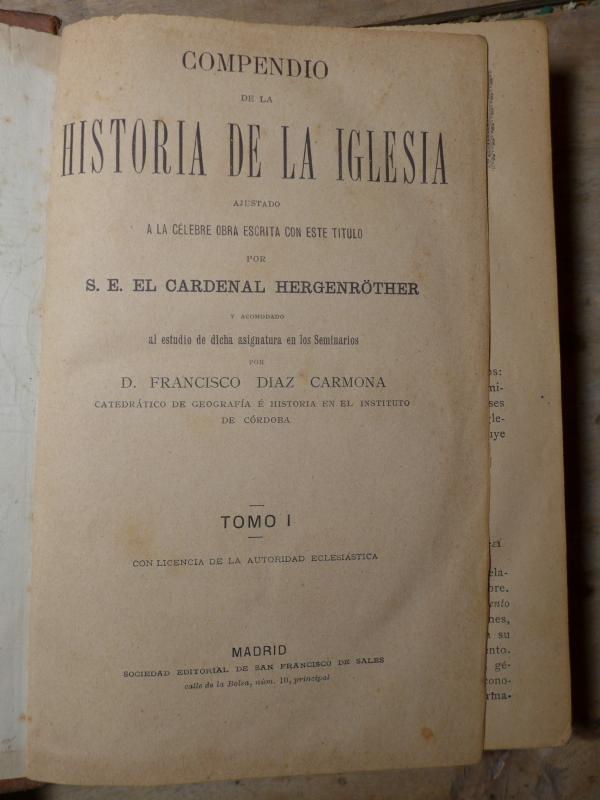 COMPENDIO
DE LA
HISTORIA DE LA IGLESIA
AJUSTADO
A LA CÉLEBRE OBRA ESCRITA CON ESTE TITULO
POR
S. E. EL CARDENAL HERGENRÖTHER
Y ACOMODADO
al estudio de dicha asignatura en los Seminarios
POR
D. FRANCISCO DIAZ CARMONA
CATEDRÁTICO DE GEOGRAFÍA É HISTORIA EN EL INSTITUTO
DE CÓRDOBA
TOMO I
CON LICENCIA DE LA AUTORIDAD ECLESIÁSTICA
MADRID
SOCIEDAD EDITORIAL DE SAN FRANCISCO DE SALES
calle de la Bolsa, núm. 10, principal